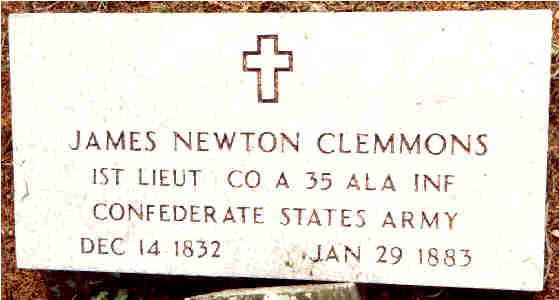 JAMES NEWTON CLEMMONS
1ST LIEUT CO A 35 ALA INF
CONFEDERATE STATES ARMY
DEC 14 1832 JAN 29 1883